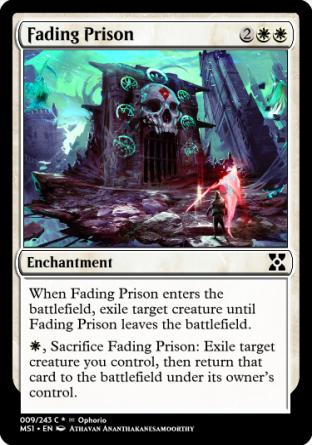 Fading Prison 2
Enchantment
When Fading Prison enters the
battlefield, exile target creature until
Fading Prison leaves the battlefield.
, Sacrifice Fading Prison: Exile target
creature you control, then return that
card to the battlefield under its owner's
control.
009/243 C * ∞ Ophorio
MS1 • EN Athavan Ananthakanesamoorthy